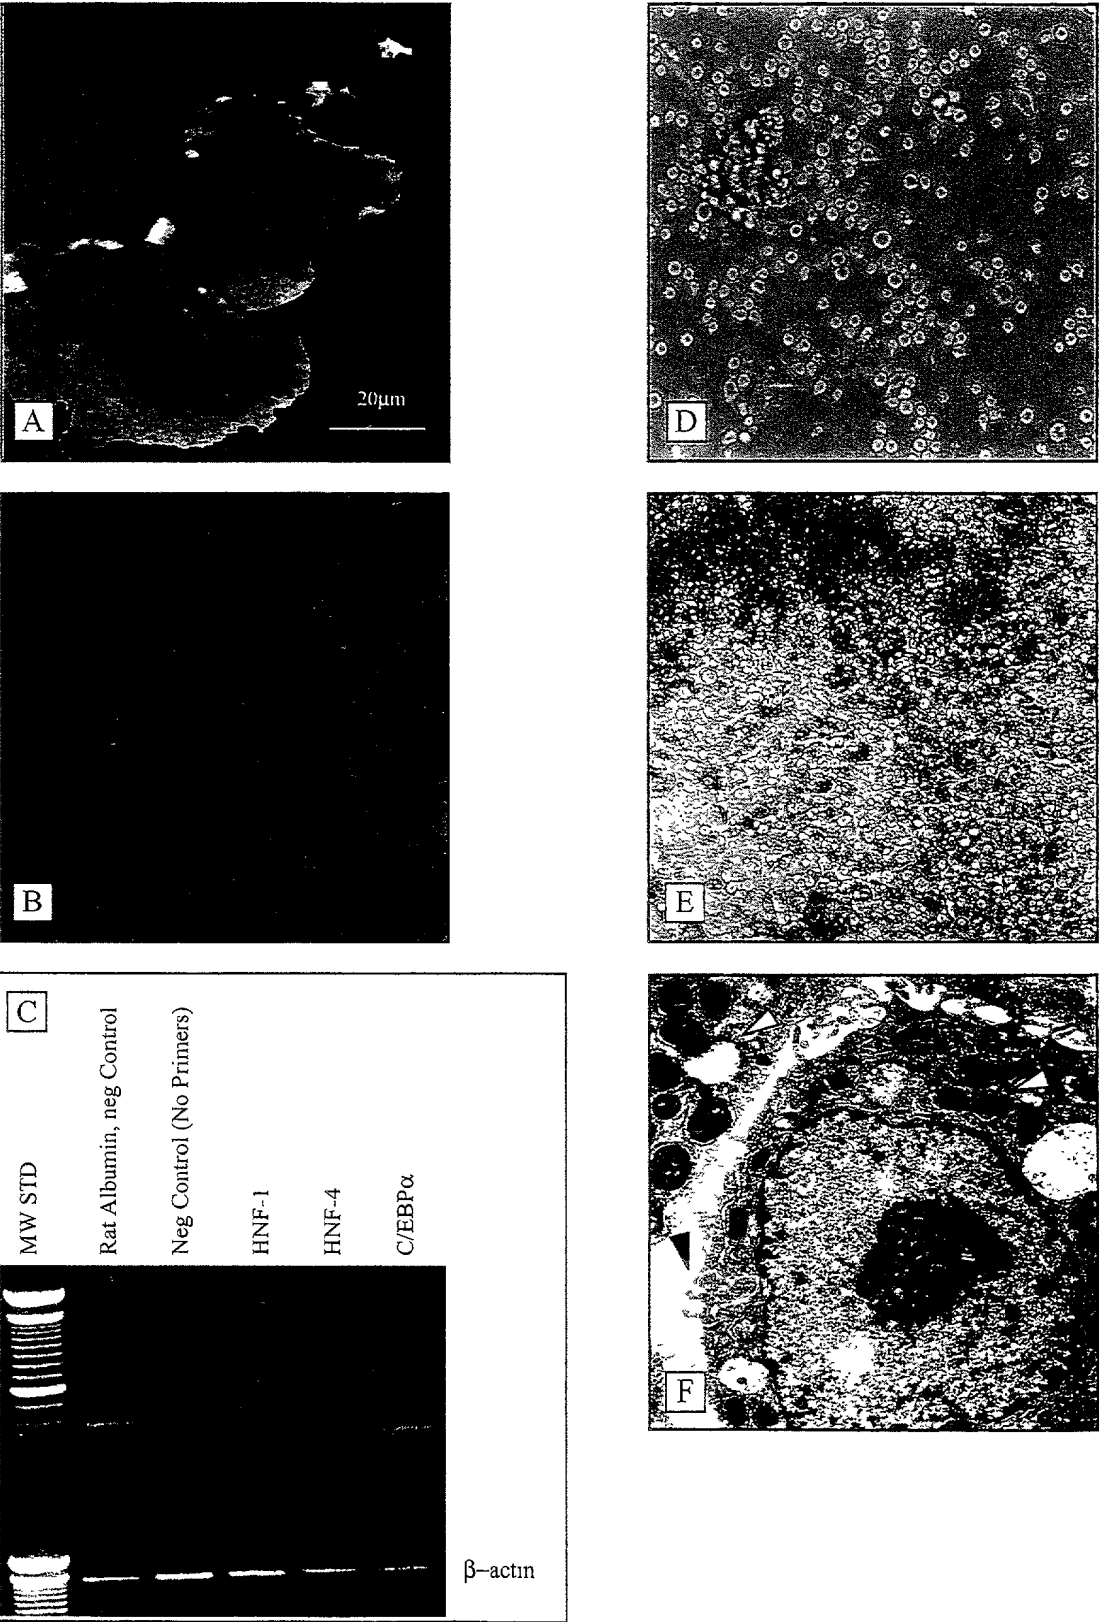 20μm
A
D
B
E
C
MW STD
Rat Albumin, neg Control
Neg Control (No Primers)
HNF-1
HNF-4
C/EBPα
β–actin
F